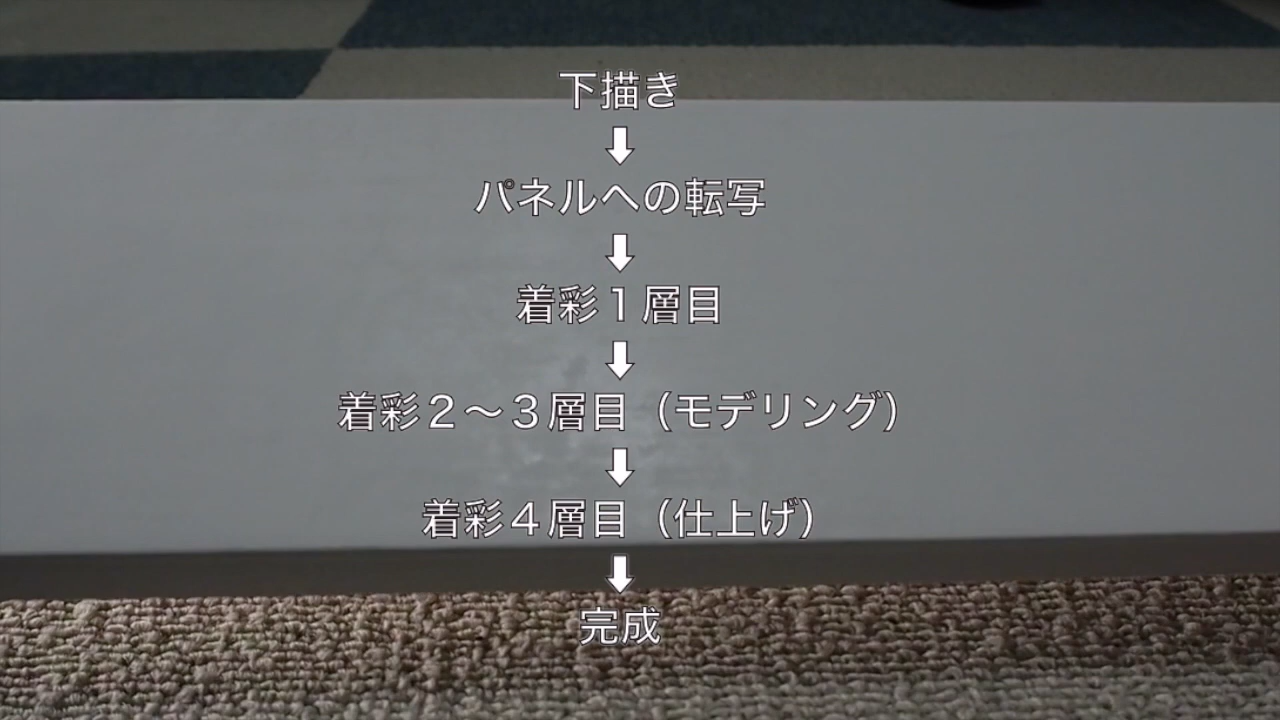 下描き
⬇
パネルへの転写
⬇
着彩１層目
⬇
着彩２〜３層目（モデリング）
⬇
着彩４層目（仕上げ）
⬇
完成